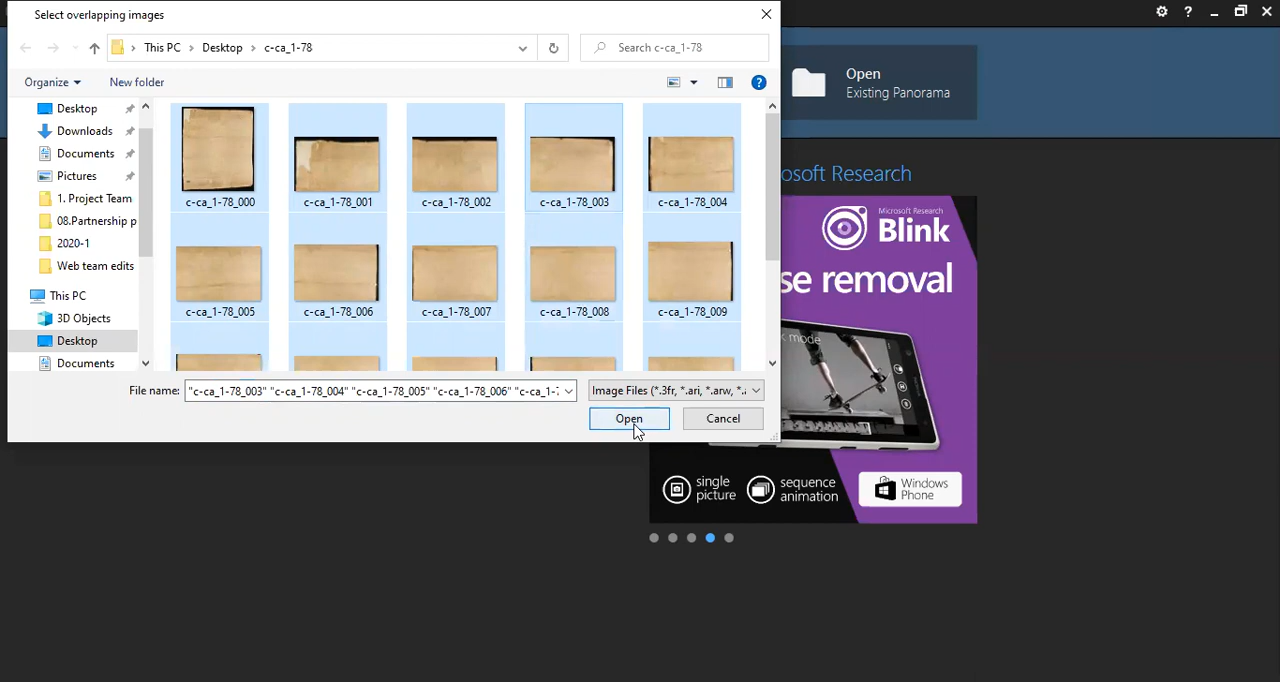 Select overlapping images
This PC > Desktop > c-ca_1-78
Search c-ca_1-78
Organize
New folder
Desktop
Downloads
Documents
Pictures
1. Project Team
08.Partnership p
2020-1
Web team edits
This PC
3D Objects
Desktop
Documents
c-ca_1-78_000
c-ca_1-78_001
c-ca_1-78_002
c-ca_1-78_003
c-ca_1-78_004
c-ca_1-78_005
c-ca_1-78_006
c-ca_1-78_007
c-ca_1-78_008
c-ca_1-78_009
File name: "c-ca_1-78_003" "c-ca_1-78_004" "c-ca_1-78_005" "c-ca_1-78_006" "c-ca_1-7
Image Files (*.3fr, *.ari, *.arw, *.
Open
Cancel
Open
Existing Panorama
osoft Research
Microsoft Research
Blink
se removal
k mode
single
picture
sequence
animation
Windows
Phone